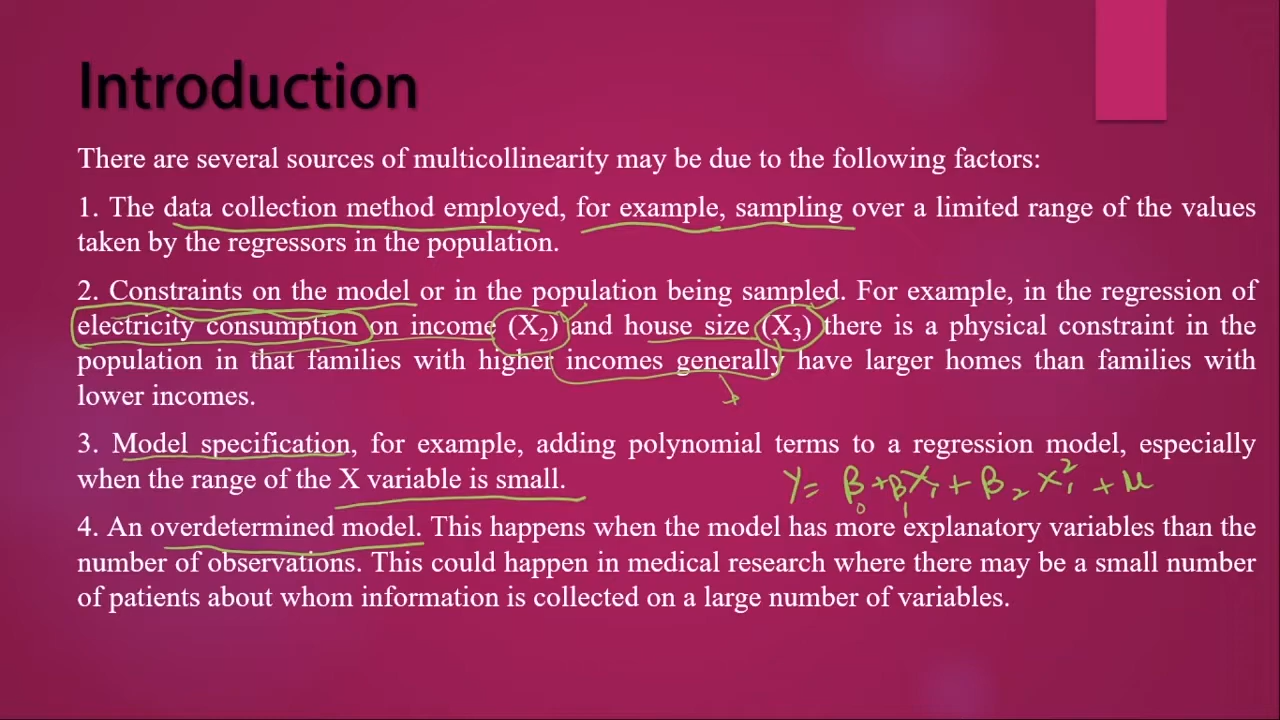 Introduction
There are several sources of multicollinearity may be due to the following factors:
1. The data collection method employed, for example, sampling over a limited range of the values
taken by the regressors in the population.
2. Constraints on the model or in the population being sampled. For example, in the regression of
electricity consumption on income (X₂) and house size (X₃) there is a physical constraint in the
population in that families with higher incomes generally have larger homes than families with
lower incomes.
3. Model specification, for example, adding polynomial terms to a regression model, especially
when the range of the X variable is small.
Y = β₀ + β₁X₁ + β₂X₁² + u
4. An overdetermined model. This happens when the model has more explanatory variables than the
number of observations. This could happen in medical research where there may be a small number
of patients about whom information is collected on a large number of variables.